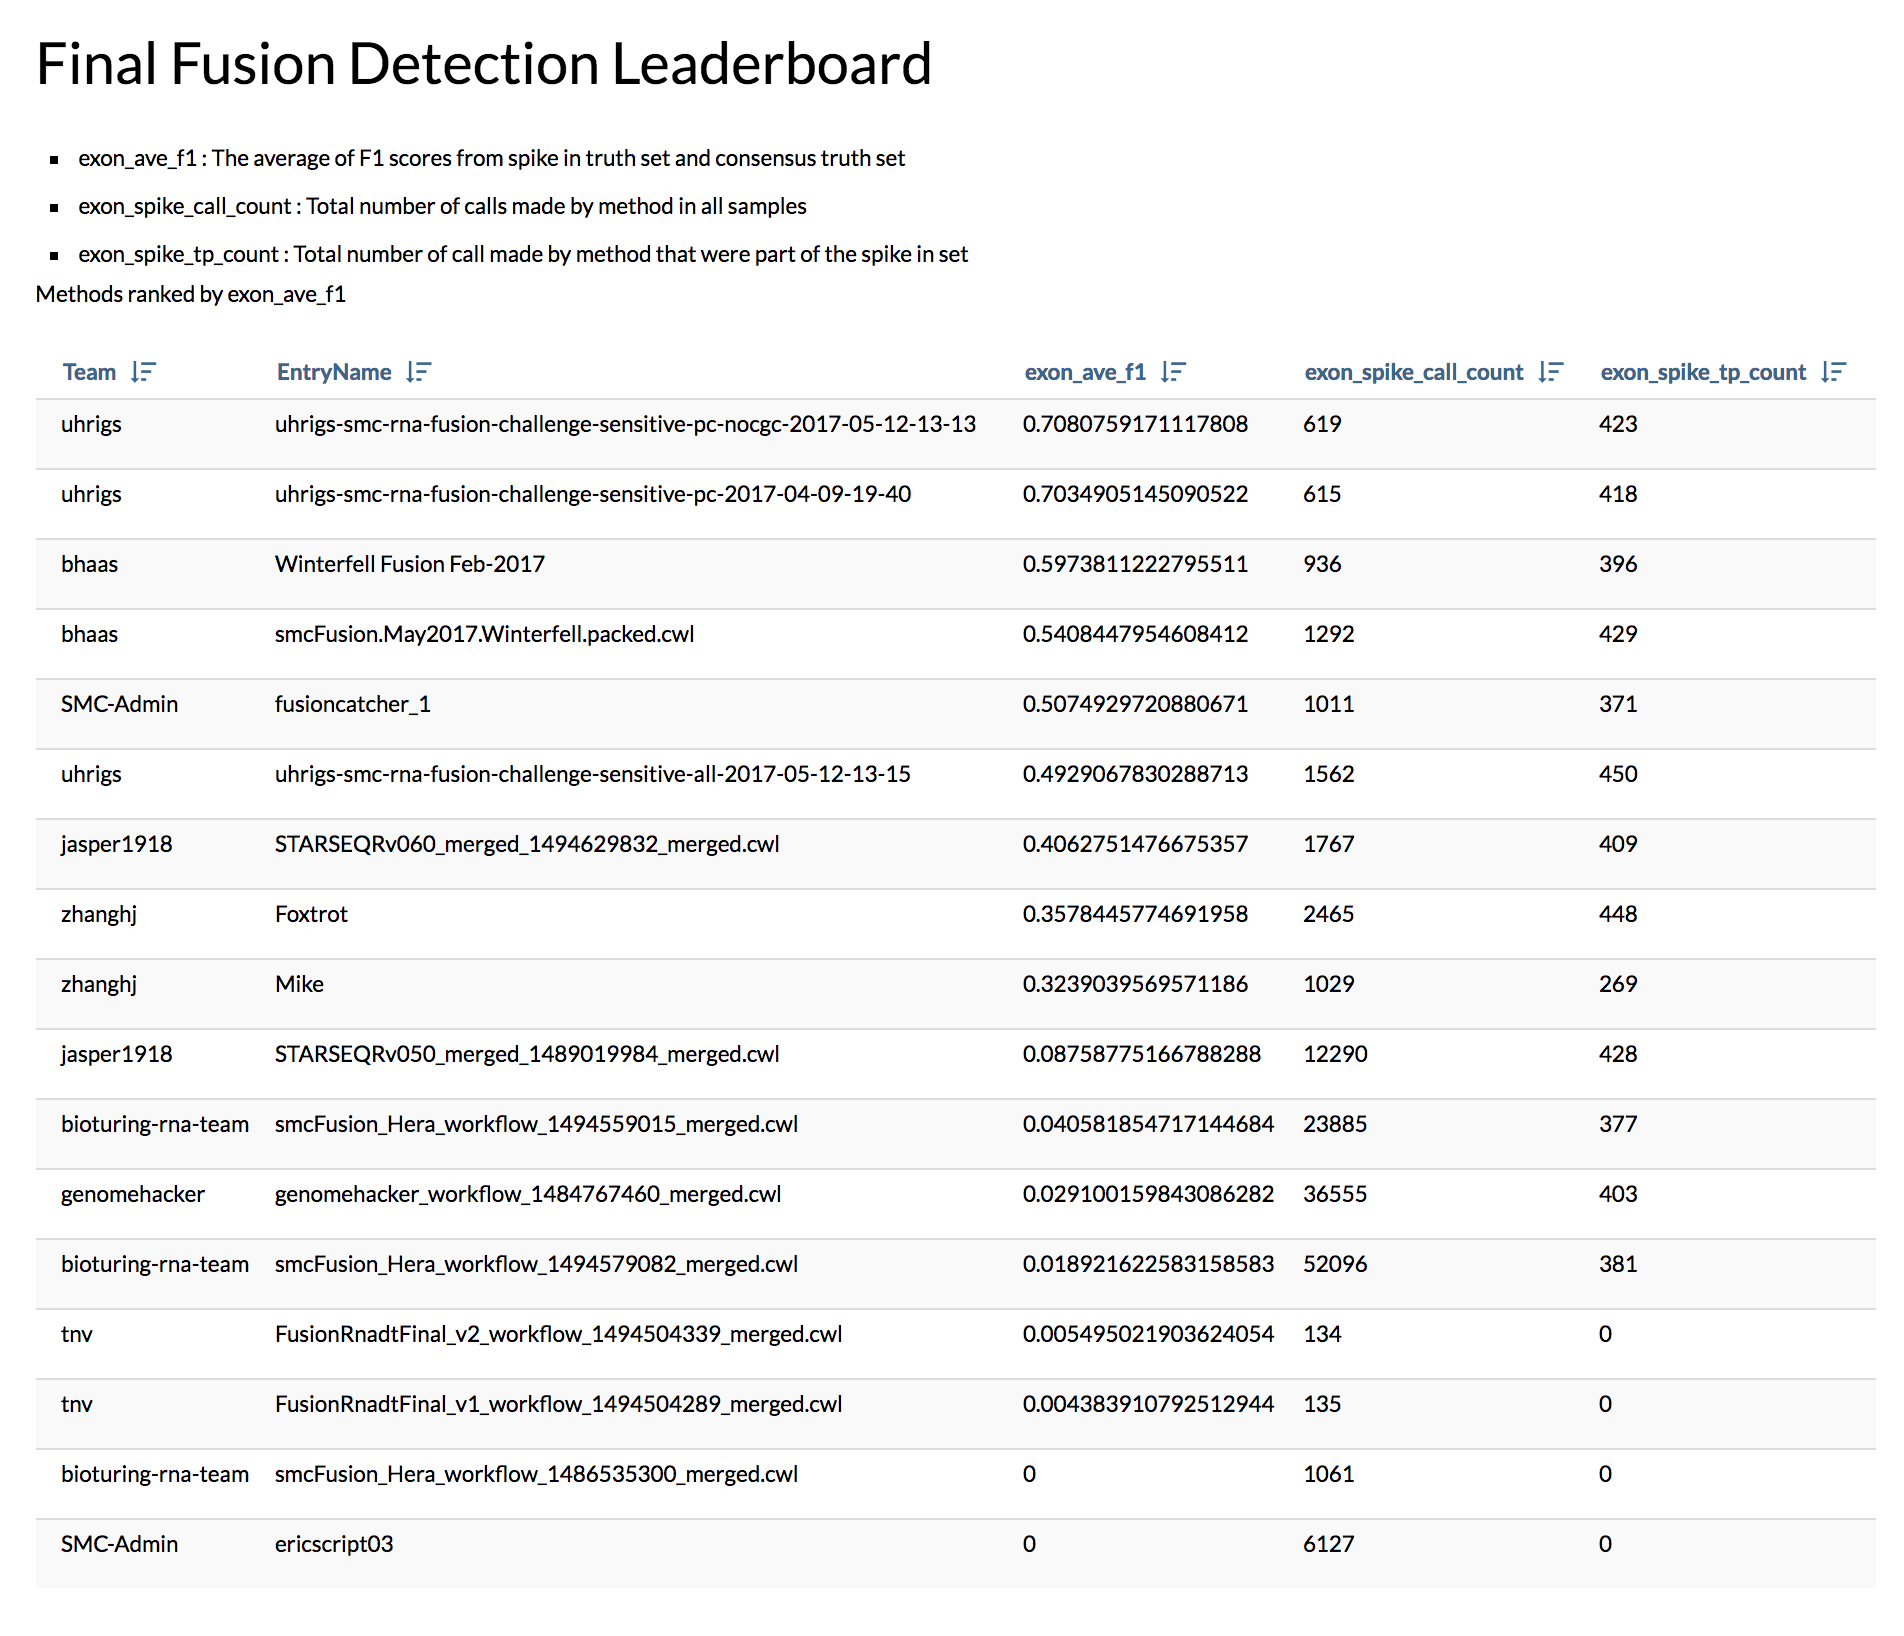 Final Fusion Detection Leaderboard
exon_ave_f1 : The average of F1 scores from spike in truth set and consensus truth set
exon_spike_call_count : Total number of calls made by method in all samples
exon_spike_tp_count : Total number of call made by method that were part of the spike in set
Methods ranked by exon_ave_f1
Team EntryName exon_ave_f1 exon_spike_call_count exon_spike_tp_count
uhrigs uhrigs-smc-rna-fusion-challenge-sensitive-pc-nocgc-2017-05-12-13-13 0.7080759171117808 619 423
uhrigs uhrigs-smc-rna-fusion-challenge-sensitive-pc-2017-04-09-19-40 0.7034905145090522 615 418
bhaas Winterfell Fusion Feb-2017 0.5973811222795511 936 396
bhaas smcFusion.May2017.Winterfell.packed.cwl 0.5408447954608412 1292 429
SMC-Admin fusioncatcher_1 0.5074929720880671 1011 371
uhrigs uhrigs-smc-rna-fusion-challenge-sensitive-all-2017-05-12-13-15 0.4929067830288713 1562 450
jasper1918 STARSEQRv060_merged_1494629832_merged.cwl 0.4062751476675357 1767 409
zhanghj Foxtrot 0.3578445774691958 2465 448
zhanghj Mike 0.3239039569571186 1029 269
jasper1918 STARSEQRv050_merged_1489019984_merged.cwl 0.08758775166788288 12290 428
bioturing-rna-team smcFusion_Hera_workflow_1494559015_merged.cwl 0.040581854717144684 23885 377
genomehacker genomehacker_workflow_1484767460_merged.cwl 0.029100159843086282 36555 403
bioturing-rna-team smcFusion_Hera_workflow_1494579082_merged.cwl 0.018921622583158583 52096 381
tnv FusionRnadtFinal_v2_workflow_1494504339_merged.cwl 0.005495021903624054 134 0
tnv FusionRnadtFinal_v1_workflow_1494504289_merged.cwl 0.004383910792512944 135 0
bioturing-rna-team smcFusion_Hera_workflow_1486535300_merged.cwl 0 1061 0
SMC-Admin ericscript03 0 6127 0